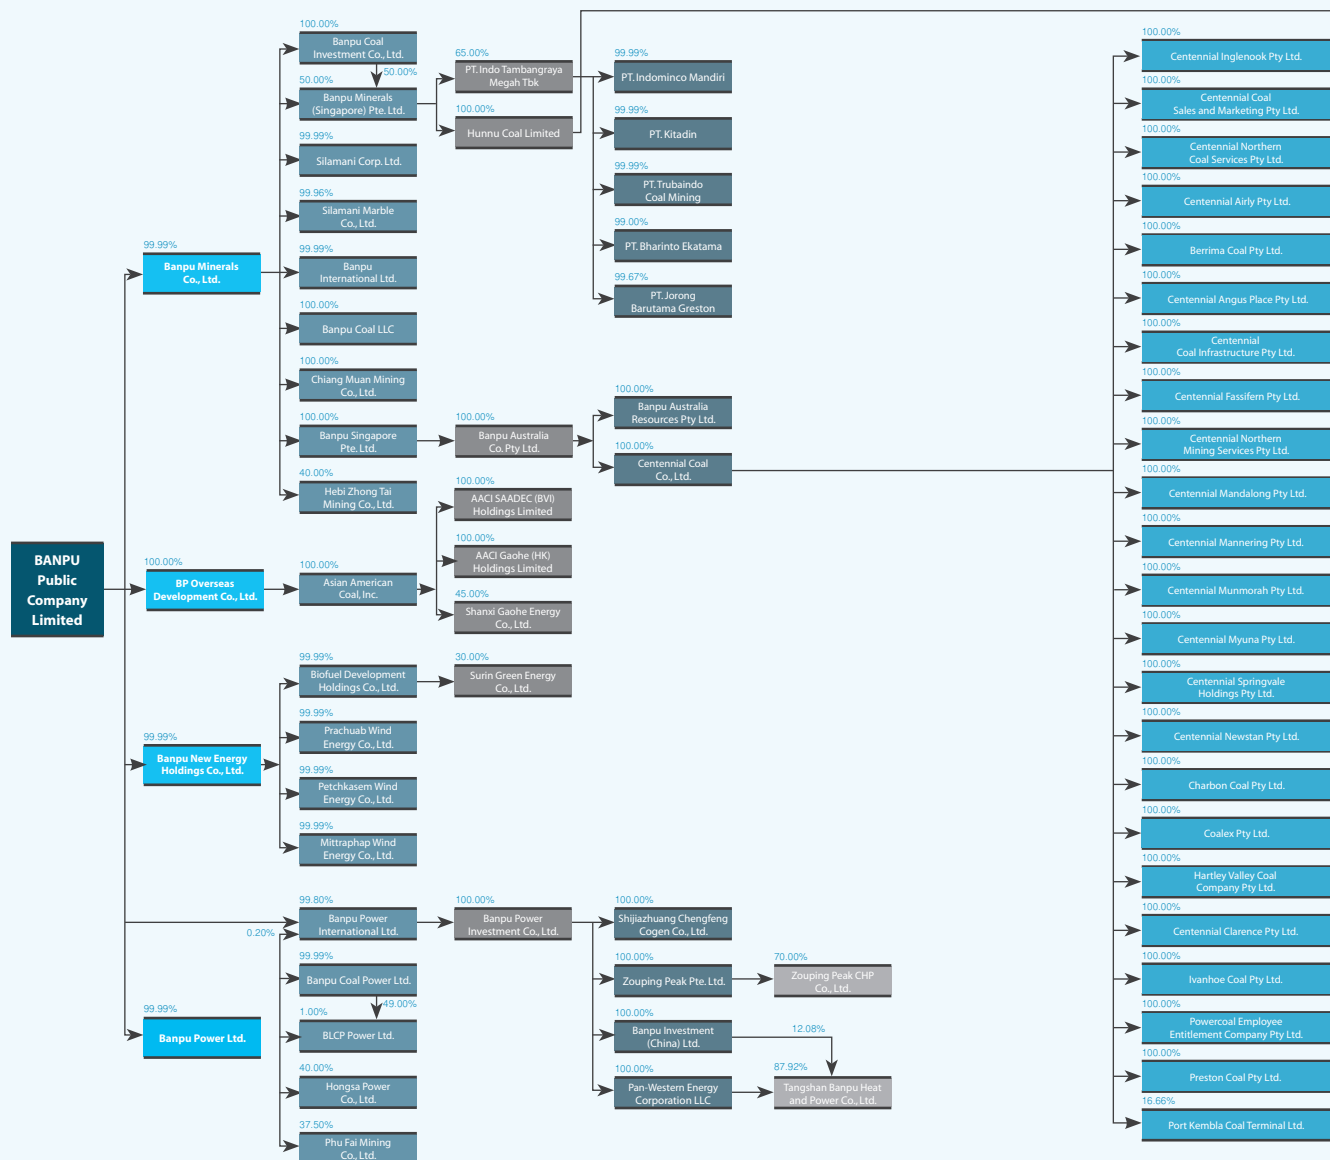 BANPU
Public
Company
Limited
99.99%
Banpu Minerals
Co., Ltd.
100.00%
BP Overseas
Development Co., Ltd.
99.99%
Banpu New Energy
Holdings Co., Ltd.
99.99%
Banpu Power Ltd.
100.00%
Banpu Coal
Investment Co., Ltd.
50.00%
50.00%
Banpu Minerals
(Singapore) Pte. Ltd.
99.99%
Silamani Corp. Ltd.
99.96%
Silamani Marble
Co., Ltd.
99.99%
Banpu
International Ltd.
100.00%
Banpu Coal LLC
100.00%
Chiang Muan Mining
Co., Ltd.
100.00%
Banpu Singapore
Pte. Ltd.
40.00%
Hebi Zhong Tai
Mining Co., Ltd.
100.00%
Asian American
Coal, Inc.
99.99%
Biofuel Development
Holdings Co., Ltd.
99.99%
Prachuab Wind
Energy Co., Ltd.
99.99%
Petchkasem Wind
Energy Co., Ltd.
99.99%
Mittraphap Wind
Energy Co., Ltd.
99.80%
Banpu Power
International Ltd.
0.20%
99.99%
Banpu Coal Power Ltd.
49.00%
1.00%
BLCP Power Ltd.
40.00%
Hongsa Power
Co., Ltd.
37.50%
Phu Fai Mining
Co., Ltd.
65.00%
PT. Indo Tambangraya
Megah Tbk
100.00%
Hunnu Coal Limited
100.00%
Banpu Australia
Co. Pty Ltd.
100.00%
AACI SAADEC (BVI)
Holdings Limited
100.00%
AACI Gaohe (HK)
Holdings Limited
45.00%
Shanxi Gaohe Energy
Co., Ltd.
30.00%
Surin Green Energy
Co., Ltd.
100.00%
Banpu Power
Investment Co., Ltd.
99.99%
PT. Indominco Mandiri
99.99%
PT. Kitadin
99.99%
PT. Trubaindo
Coal Mining
99.00%
PT. Bharinto Ekatama
99.67%
PT. Jorong
Barutama Greston
100.00%
Banpu Australia
Resources Pty Ltd.
100.00%
Centennial Coal
Co., Ltd.
100.00%
Shijiazhuang Chengfeng
Cogen Co., Ltd.
100.00%
Zouping Peak Pte. Ltd.
100.00%
Banpu Investment
(China) Ltd.
100.00%
Pan-Western Energy
Corporation LLC
70.00%
Zouping Peak CHP
Co., Ltd.
12.08%
87.92%
Tangshan Banpu Heat
and Power Co., Ltd.
100.00%
Centennial Inglenook Pty Ltd.
100.00%
Centennial Coal
Sales and Marketing Pty Ltd.
100.00%
Centennial Northern
Coal Services Pty Ltd.
100.00%
Centennial Airly Pty Ltd.
100.00%
Berrima Coal Pty Ltd.
100.00%
Centennial Angus Place Pty Ltd.
100.00%
Centennial
Coal Infrastructure Pty Ltd.
100.00%
Centennial Fassifern Pty Ltd.
100.00%
Centennial Northern
Mining Services Pty Ltd.
100.00%
Centennial Mandalong Pty Ltd.
100.00%
Centennial Mannering Pty Ltd.
100.00%
Centennial Munmorah Pty Ltd.
100.00%
Centennial Myuna Pty Ltd.
100.00%
Centennial Springvale
Holdings Pty Ltd.
100.00%
Centennial Newstan Pty Ltd.
100.00%
Charbon Coal Pty Ltd.
100.00%
Coalex Pty Ltd.
100.00%
Hartley Valley Coal
Company Pty Ltd.
100.00%
Centennial Clarence Pty Ltd.
100.00%
Ivanhoe Coal Pty Ltd.
100.00%
Powercoal Employee
Entitlement Company Pty Ltd.
100.00%
Preston Coal Pty Ltd.
16.66%
Port Kembla Coal Terminal Ltd.